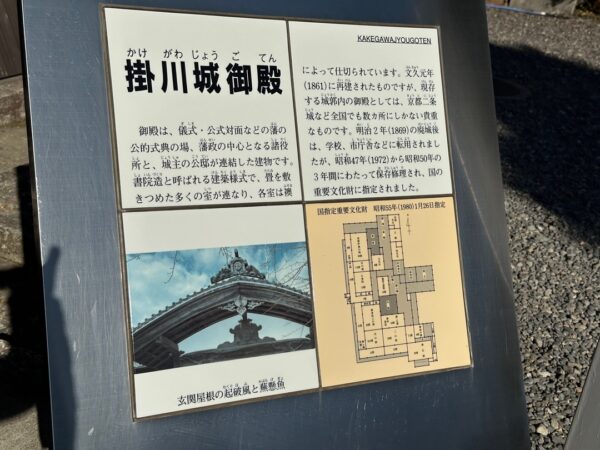 かけがわじょうごてん
掛川城御殿
御殿は、儀式・公式対面などの藩の
公的式典の場、藩政の中心となる諸役
所と、城主の公邸が連結した建物です。
書院造と呼ばれる建築様式で、畳を敷
きつめた多くの室が連なり、各室は襖
KAKEGAWAJYOUGOTEN
によって仕切られています。文久元年
(1861)に再建されたものですが、現存
する城郭内の御殿としては、京都二条
城など全国でも数カ所にしかない貴重
なものです。明治2年(1869)の廃城後
は、学校、市庁舎などに転用されまし
たが、昭和47年(1972)から昭和50年の
3年間にわたって保存修理され、国の
重要文化財に指定されました。
玄関屋根の起破風と蕪懸魚
国指定重要文化財 昭和55年(1980)1月26日指定